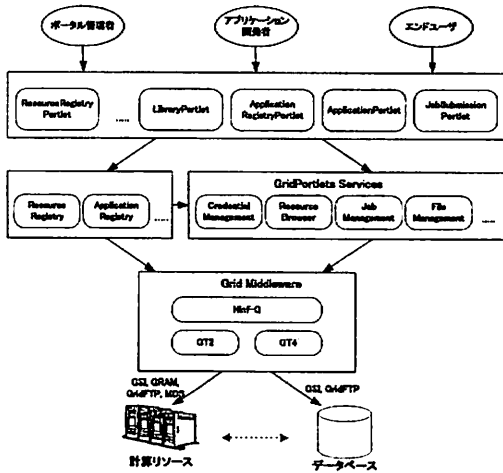 ポータル管理者
アプリケーション
開発者
エンドユーザ
ResourceRegistry
Portlet
.....
LibraryPortlet
Application
RegistryPortlet
ApplicationPortlet
JobSubmission
Portlet
Resource
Registry
Application
Registry
.....
GridPortlets Services
Credential
Management
Resource
Browser
Job
Management
File
Management
.....
Grid Middleware
Ninf-G
GT2
GT4
GSI, GRAM,
GridFTP, MDS
GSI, GridFTP
計算リソース
データベース